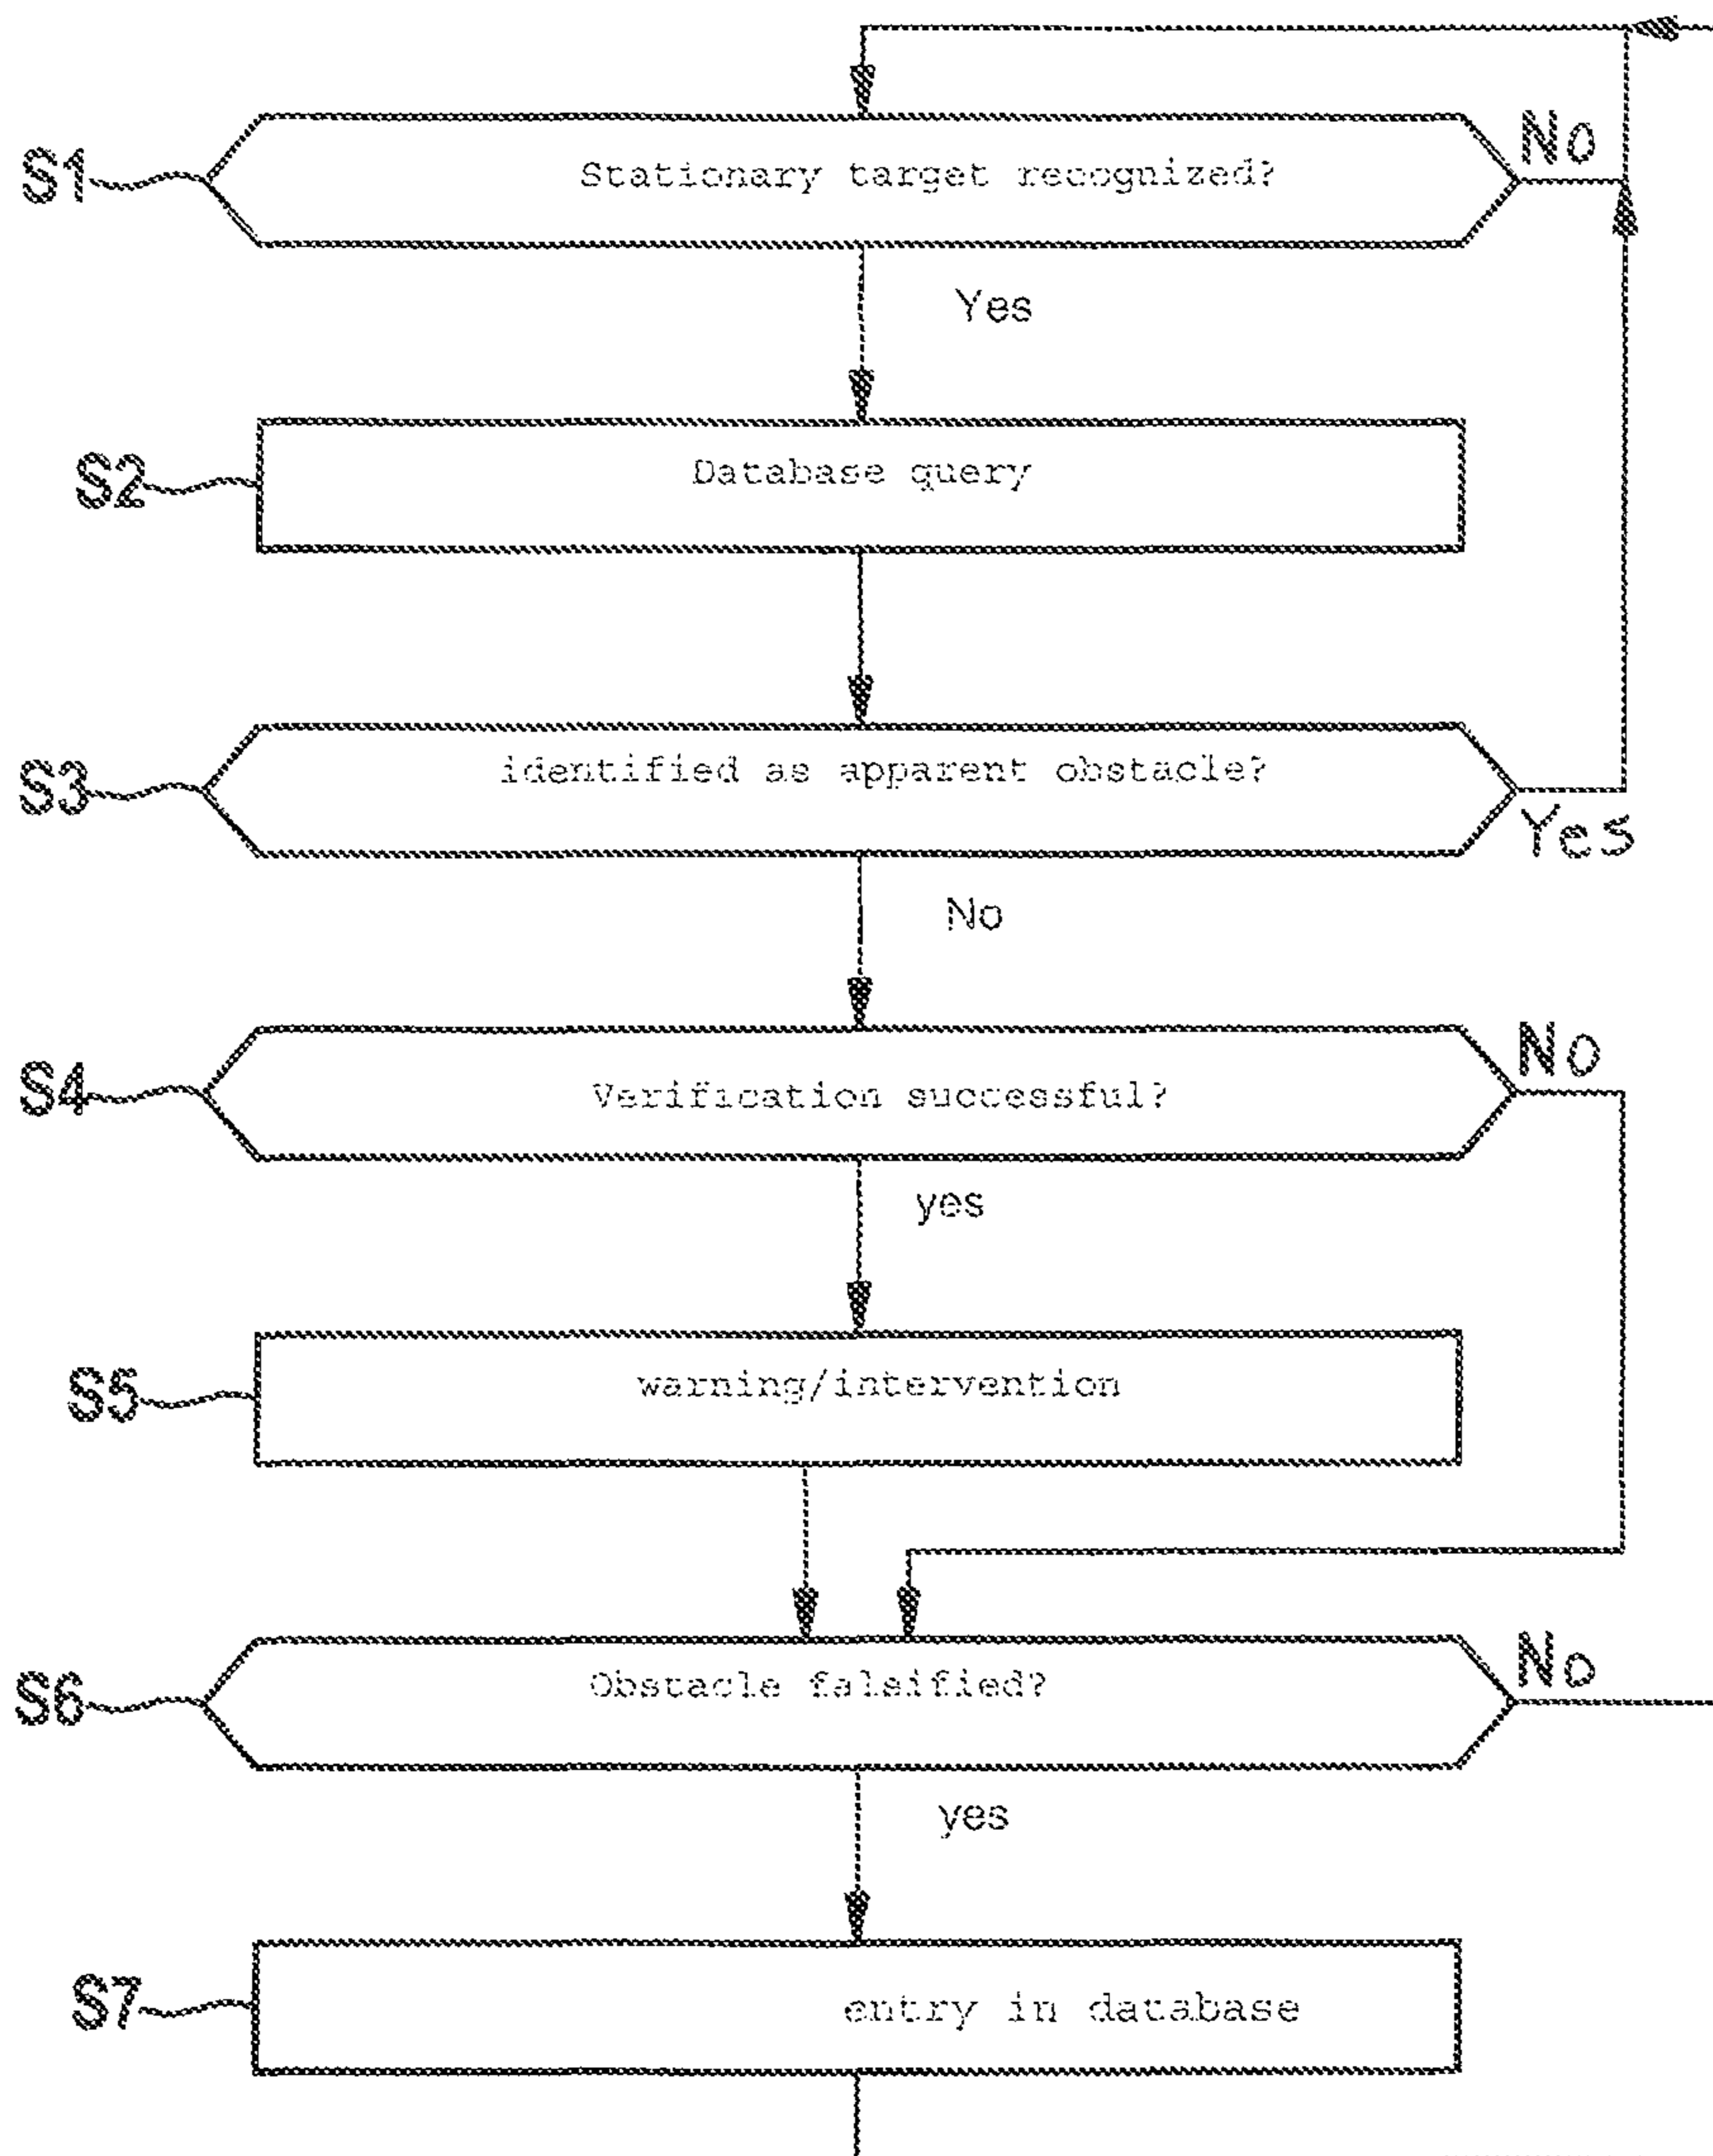 S1 Stationary target recognized? No
Yes
S2 Database query
S3 identified as apparent obstacle? Yes
No
S4 Verification successful? No
yes
S5 warning/intervention
S6 Obstacle falsified? No
yes
S7 entry in database